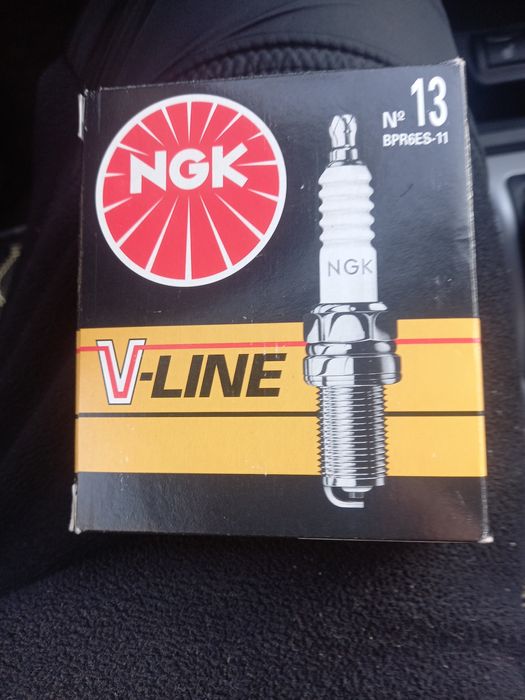 NGK
Nº 13
BPR6ES-11
NGK
V-LINE